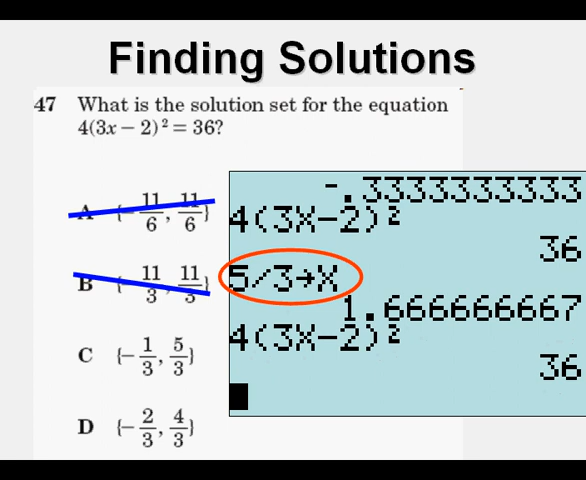 Finding Solutions
47 What is the solution set for the equation
4(3x – 2)² = 36?
A {–11/6, 11/6}
B {–11/3, 11/3}
C {–1/3, 5/3}
D {–2/3, 4/3}
-.3333333333
4(3X-2)²
36
5/3→X
1.666666667
4(3X-2)²
36